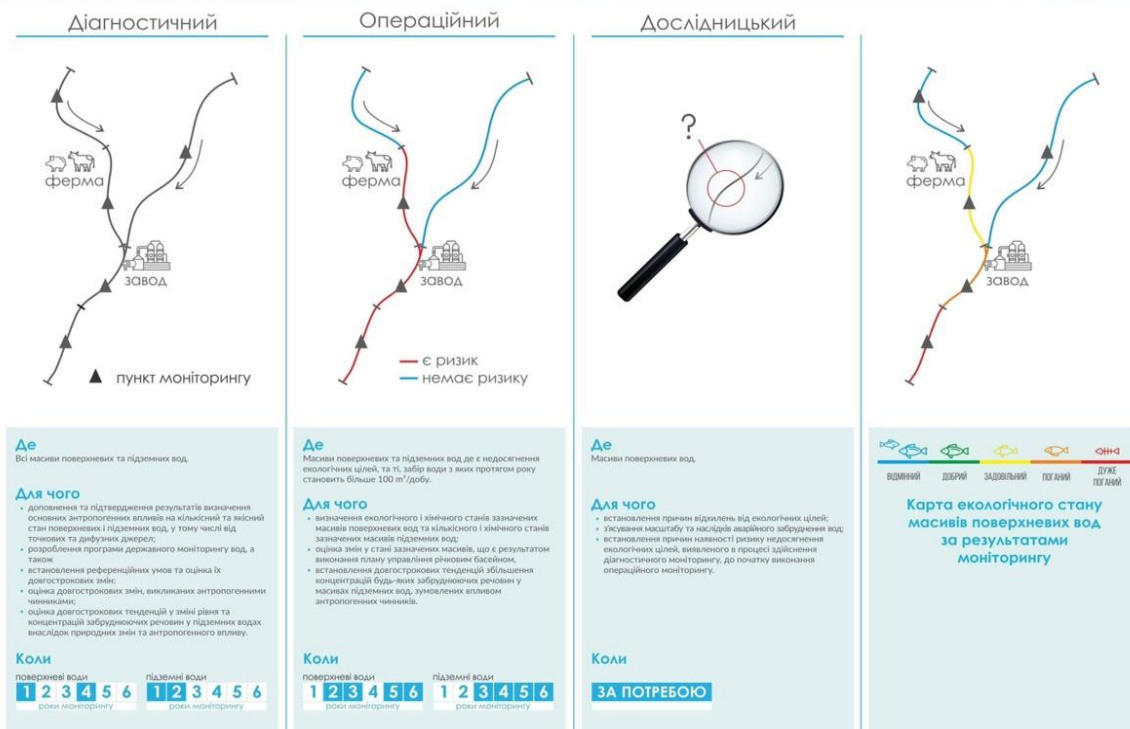 Діагностичний
ферма
завод
пункт моніторингу
Де
Всі масиви поверхневих та підземних вод.
Для чого
• доповнення та підтвердження результатів визначення
основних антропогенних впливів на кількісний та якісний
стан поверхневих і підземних вод, у тому числі від
точкових та дифузних джерел;
• розроблення програми державного моніторингу вод, а
також
• встановлення референційних умов та оцінка їх
довгострокових змін;
• оцінка довгострокових змін, викликаних антропогенними
чинниками;
• оцінка довгострокових тенденцій у зміні рівня та
концентрацій забруднюючих речовин у підземних водах
внаслідок природних змін та антропогенного впливу.
Коли
поверхневі води підземні води
1 2 3 4 5 6 1 2 3 4 5 6
роки моніторингу роки моніторингу
Операційний
ферма
завод
є ризик
немає ризику
Де
Масиви поверхневих та підземних вод де є недосягнення
екологічних цілей, та ті, забір води з яких протягом року
становить більше 100 м³/добу.
Для чого
• визначення екологічного і хімічного станів зазначених
масивів поверхневих вод та кількісного і хімічного станів
зазначених масивів підземних вод;
• оцінка змін у стані зазначених масивів, що є результатом
виконання плану управління річковим басейном,
• встановлення довгострокових тенденцій збільшення
концентрацій будь-яких забруднюючих речовин у
масивах підземних вод, зумовлених впливом
антропогенних чинників.
Коли
поверхневі води підземні води
1 2 3 4 5 6 1 2 3 4 5 6
роки моніторингу роки моніторингу
Дослідницький
?
Де
Масиви поверхневих вод.
Для чого
• встановлення причин відхилень від екологічних цілей;
• з'ясування масштабу та наслідків аварійного забруднення вод;
• встановлення причин наявності ризику недосягнення
екологічних цілей, виявленого в процесі здійснення
діагностичного моніторингу, до початку виконання
операційного моніторингу.
Коли
ЗА ПОТРЕБОЮ
ферма
завод
ВІДМІННИЙ ДОБРИЙ ЗАДОВІЛЬНИЙ ПОГАНИЙ ДУЖЕ
ПОГАНИЙ
Карта екологічного стану
масивів поверхневих вод
за результатами
моніторингу